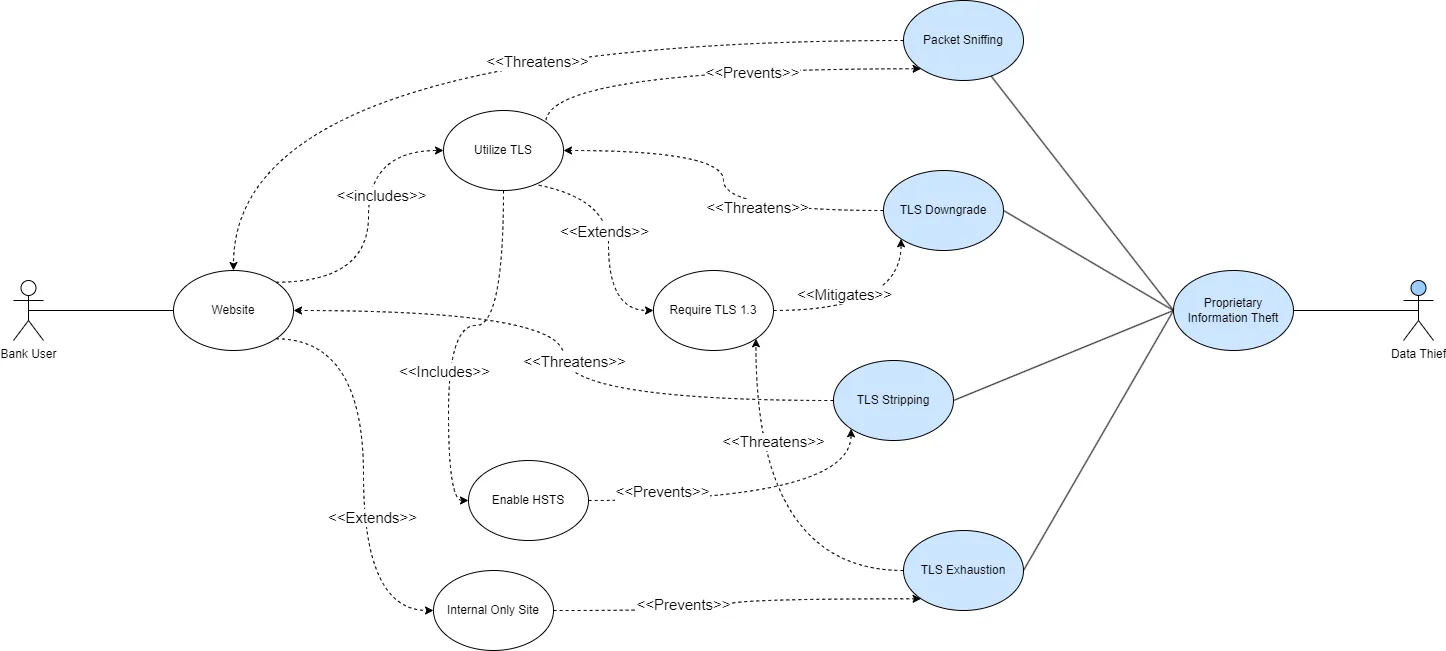 Packet Sniffing
<<Threatens>>
<<Prevents>>
Utilize TLS
<<includes>>
<<Threatens>>
TLS Downgrade
<<Extends>>
<<Mitigates>>
Website
Require TLS 1.3
Proprietary
Information Theft
Bank User
Data Thief
<<Includes>>
<<Threatens>>
TLS Stripping
<<Threatens>>
<<Prevents>>
Enable HSTS
<<Extends>>
TLS Exhaustion
<<Prevents>>
Internal Only Site